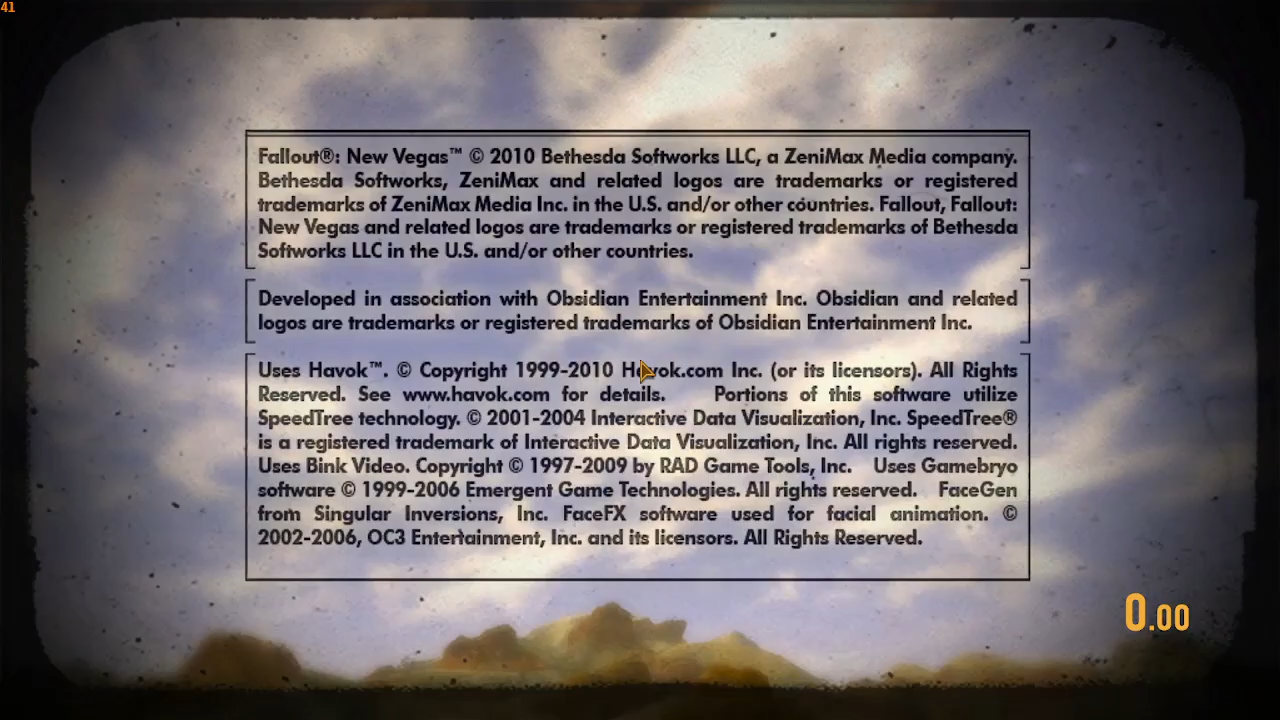 41
Fallout®: New Vegas™ © 2010 Bethesda Softworks LLC, a ZeniMax Media company.
Bethesda Softworks, ZeniMax and related logos are trademarks or registered
trademarks of ZeniMax Media Inc. in the U.S. and/or other countries. Fallout, Fallout:
New Vegas and related logos are trademarks or registered trademarks of Bethesda
Softworks LLC in the U.S. and/or other countries.
Developed in association with Obsidian Entertainment Inc. Obsidian and related
logos are trademarks or registered trademarks of Obsidian Entertainment Inc.
Uses Havok™. © Copyright 1999-2010 Havok.com Inc. (or its licensors). All Rights
Reserved. See www.havok.com for details. Portions of this software utilize
SpeedTree technology. © 2001-2004 Interactive Data Visualization, Inc. SpeedTree®
is a registered trademark of Interactive Data Visualization, Inc. All rights reserved.
Uses Bink Video. Copyright © 1997-2009 by RAD Game Tools, Inc. Uses Gamebryo
software © 1999-2006 Emergent Game Technologies. All rights reserved. FaceGen
from Singular Inversions, Inc. FaceFX software used for facial animation. ©
2002-2006, OC3 Entertainment, Inc. and its licensors. All Rights Reserved.
0.00